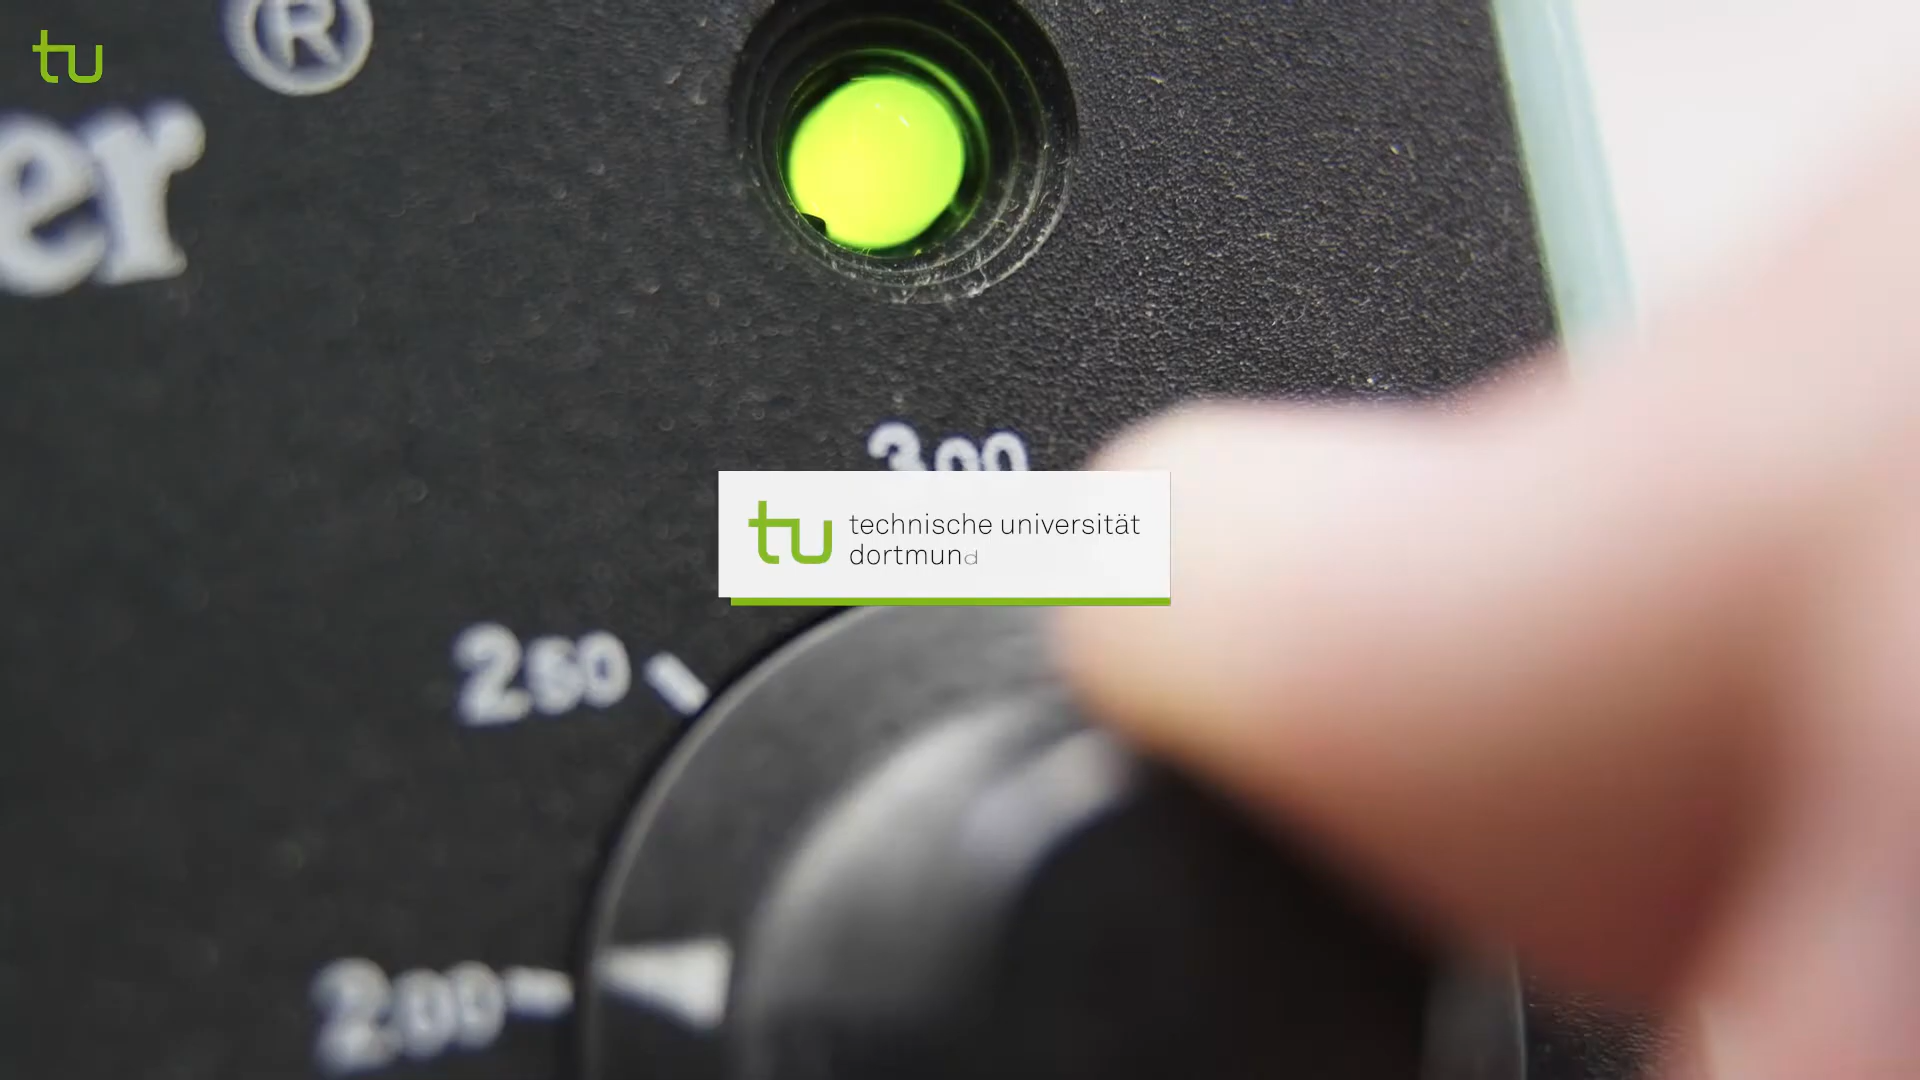 tu
®
er
300
tu technische universität
dortmund
250
200